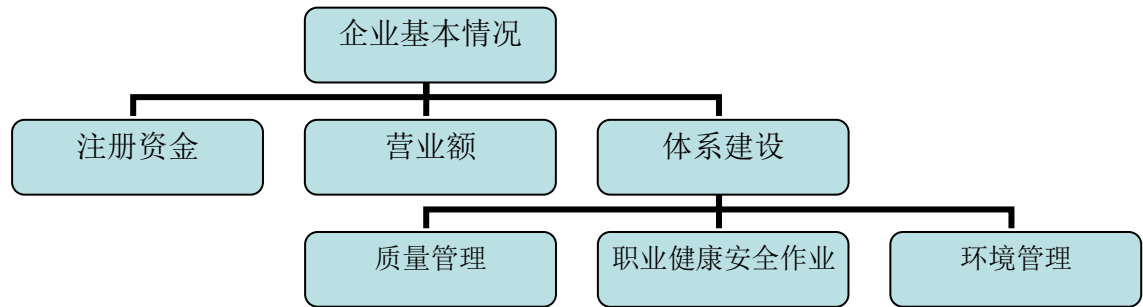 企业基本情况
注册资金
营业额
体系建设
质量管理
职业健康安全作业
环境管理